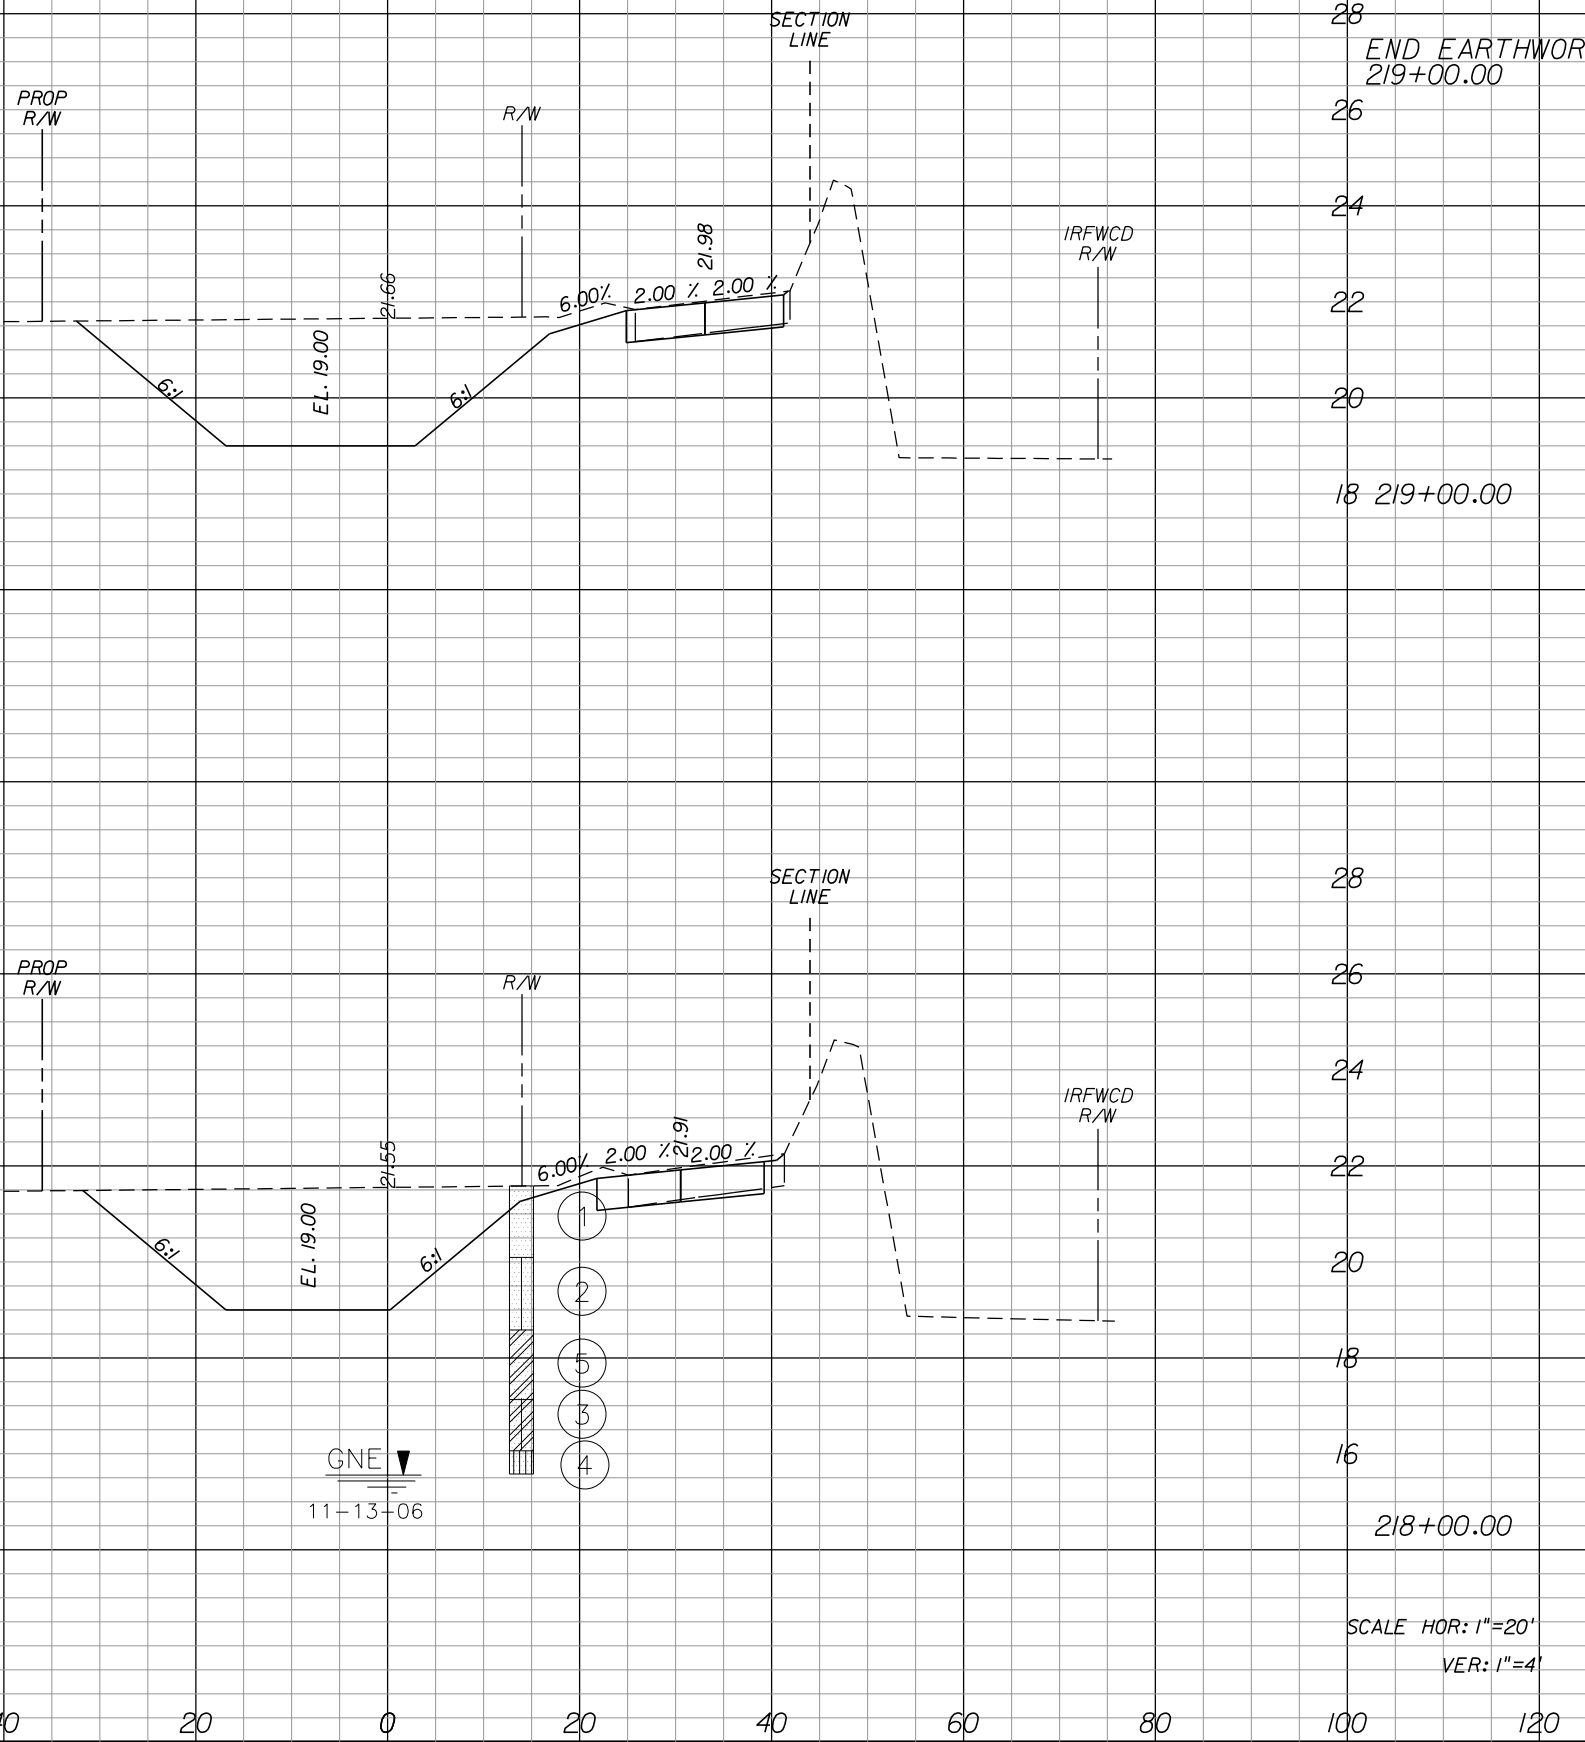 SECTION
LINE
28
END EARTHWOR
219+00.00
PROP
R/W
R/W
26
24
IRFWCD
R/W
21.98
21.66
6.00%
2.00 %
2.00 %
22
EL. 19.00
6:1
6:1
20
18 219+00.00
SECTION
LINE
28
PROP
R/W
R/W
26
24
IRFWCD
R/W
21.91
21.55
6.00%
2.00 %
2.00 %
22
EL. 19.00
6:1
6:1
1
20
2
18
5
3
16
GNE
4
11-13-06
218+00.00
SCALE HOR: 1"=20'
VER: 1"=4'
20 0 20 40 60 80 100 120